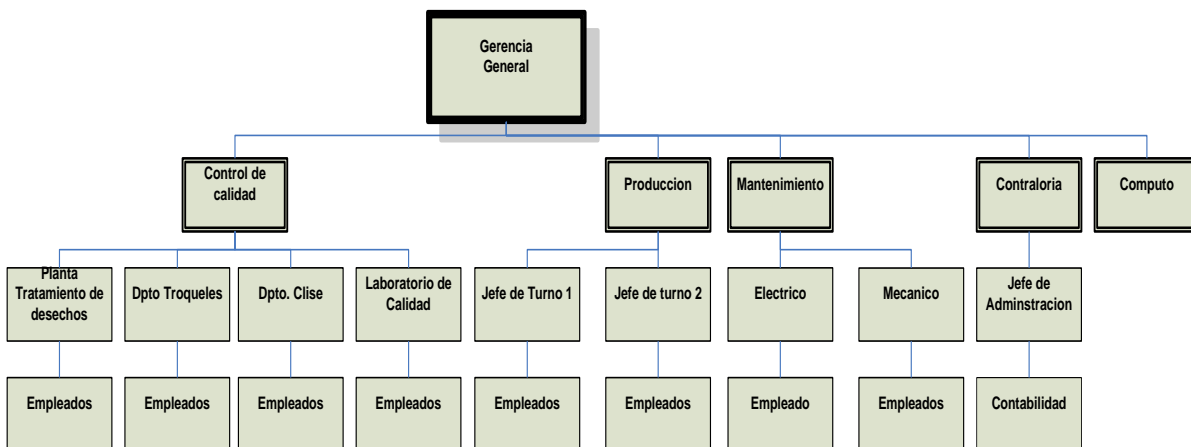 Gerencia
General
Control de
calidad
Produccion
Mantenimiento
Contraloria
Computo
Planta
Tratamiento de
desechos
Dpto Troqueles
Dpto. Clise
Laboratorio de
Calidad
Jefe de Turno 1
Jefe de turno 2
Electrico
Mecanico
Jefe de
Adminstracion
Empleados
Empleados
Empleados
Empleados
Empleados
Empleados
Empleado
Empleados
Contabilidad